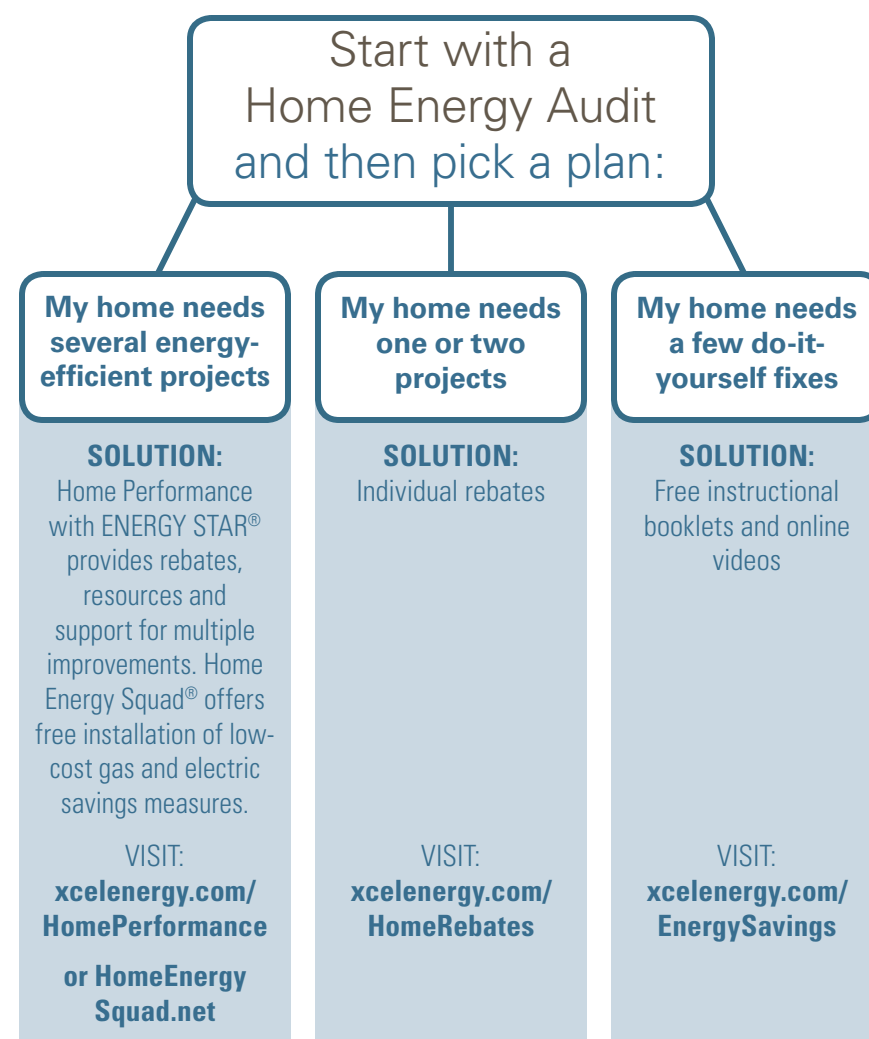 Start with a
Home Energy Audit
and then pick a plan:
My home needs
several energy-
efficient projects
SOLUTION:
Home Performance
with ENERGY STAR®
provides rebates,
resources and
support for multiple
improvements. Home
Energy Squad® offers
free installation of low-
cost gas and electric
savings measures.
VISIT:
xcelenergy.com/
HomePerformance
or HomeEnergy
Squad.net
My home needs
one or two
projects
SOLUTION:
Individual rebates
VISIT:
xcelenergy.com/
HomeRebates
My home needs
a few do-it-
yourself fixes
SOLUTION:
Free instructional
booklets and online
videos
VISIT:
xcelenergy.com/
EnergySavings